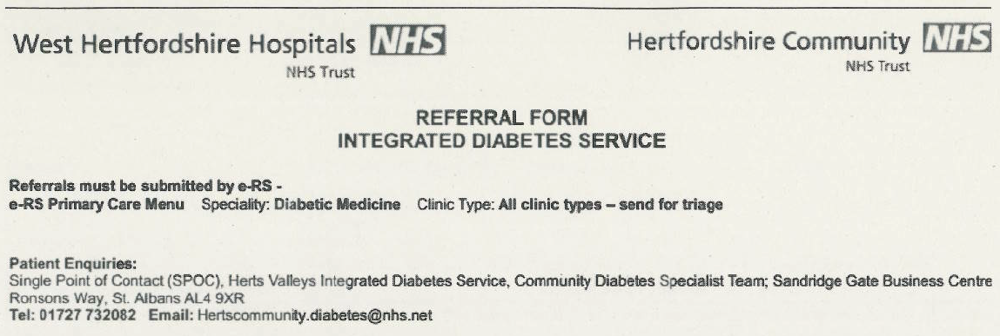 West Hertfordshire Hospitals NHS
NHS Trust
Hertfordshire Community NHS
NHS Trust
REFERRAL FORM
INTEGRATED DIABETES SERVICE
Referrals must be submitted by e-RS -
e-RS Primary Care Menu Speciality: Diabetic Medicine Clinic Type: All clinic types – send for triage
Patient Enquiries:
Single Point of Contact (SPOC), Herts Valleys Integrated Diabetes Service, Community Diabetes Specialist Team; Sandridge Gate Business Centre
Ronsons Way, St. Albans AL4 9XR
Tel: 01727 732082 Email: Hertscommunity.diabetes@nhs.net